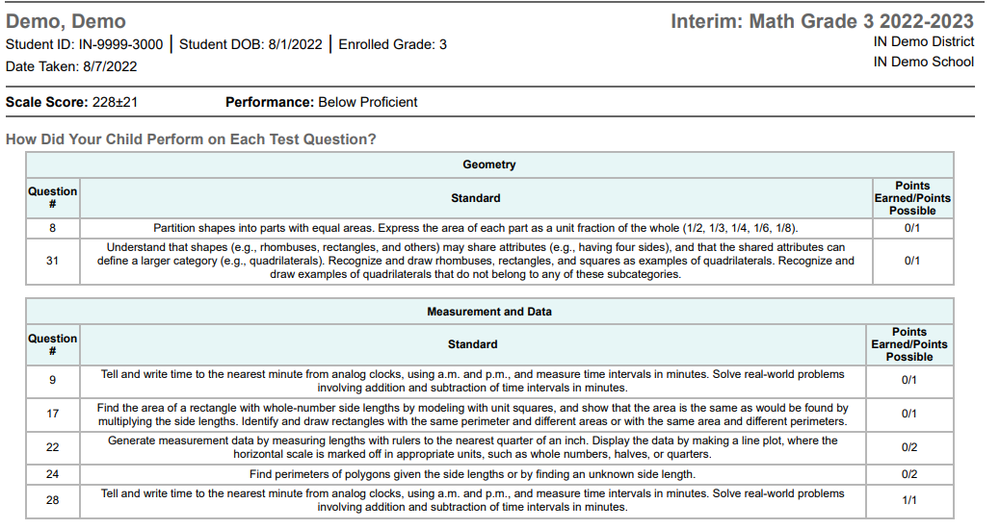 Demo, Demo
Interim: Math Grade 3 2022-2023
Student ID: IN-9999-3000 | Student DOB: 8/1/2022 | Enrolled Grade: 3
IN Demo District
Date Taken: 8/7/2022
IN Demo School
Scale Score: 228±21 Performance: Below Proficient
How Did Your Child Perform on Each Test Question?
Geometry
Question
#
Standard
Points
Earned/Points
Possible
8 Partition shapes into parts with equal areas. Express the area of each part as a unit fraction of the whole (1/2, 1/3, 1/4, 1/6, 1/8). 0/1
Understand that shapes (e.g., rhombuses, rectangles, and others) may share attributes (e.g., having four sides), and that the shared attributes can
31 define a larger category (e.g., quadrilaterals). Recognize and draw rhombuses, rectangles, and squares as examples of quadrilaterals. Recognize and 0/1
draw examples of quadrilaterals that do not belong to any of these subcategories.
Measurement and Data
Question
#
Standard
Points
Earned/Points
Possible
9 Tell and write time to the nearest minute from analog clocks, using a.m. and p.m., and measure time intervals in minutes. Solve real-world problems
involving addition and subtraction of time intervals in minutes. 0/1
17 Find the area of a rectangle with whole-number side lengths by modeling with unit squares, and show that the area is the same as would be found by
multiplying the side lengths. Identify and draw rectangles with the same perimeter and different areas or with the same area and different perimeters. 0/1
22 Generate measurement data by measuring lengths with rulers to the nearest quarter of an inch. Display the data by making a line plot, where the
horizontal scale is marked off in appropriate units, such as whole numbers, halves, or quarters. 0/2
24 Find perimeters of polygons given the side lengths or by finding an unknown side length. 0/2
28 Tell and write time to the nearest minute from analog clocks, using a.m. and p.m., and measure time intervals in minutes. Solve real-world problems
involving addition and subtraction of time intervals in minutes. 1/1